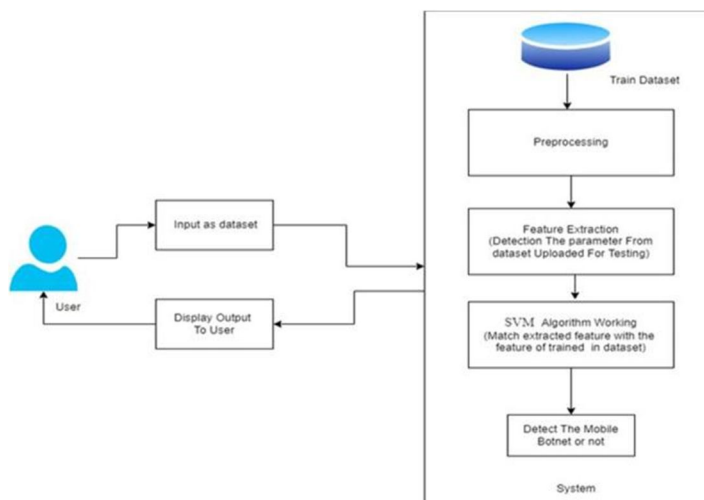 Train Dataset
Preprocessing
Input as dataset
Feature Extraction
(Detection The parameter From
dataset Uploaded For Testing)
User
Display Output
To User
SVM Algorithm Working
(Match extracted feature with the
feature of trained in dataset)
Detect The Mobile
Botnet or not
System